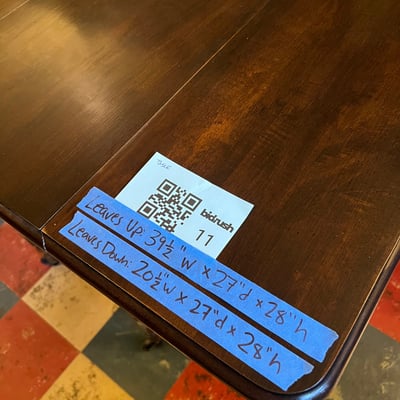 bidrush
11
Leaves Up: 39½" w x 27"d x 28"h
Leaves Down: 20½"w x 27"d x 28"h